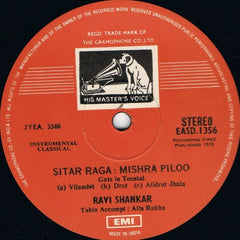 REGD. TRADE MARK OF
THE GRAMOPHONE CO., LTD.
HIS MASTER'S VOICE
2YEA. 3346
STEREO
EASD.1356
INSTRUMENTAL
CLASSICAL
RECORDING FIRST
PUBLISHED 1970
SITAR RAGA: MISHRA PILOO
Gats in Teental
(a) Vilambit (b) Drut (c) Atidrut Jhala
RAVI SHANKAR
Tabla Accompt : Alla Rakha
EMI
MADE IN INDIA